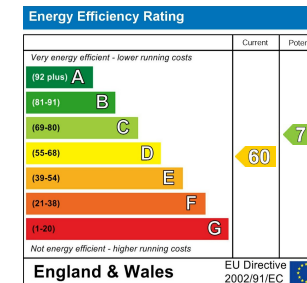 Energy Efficiency Rating
Current
Very energy efficient - lower running costs
(92 plus) A
(81-91) B
(69-80) C
(55-68) D
60
(39-54) E
(21-38) F
(1-20) G
Not energy efficient - higher running costs
England & Wales
EU Directive
2002/91/EC